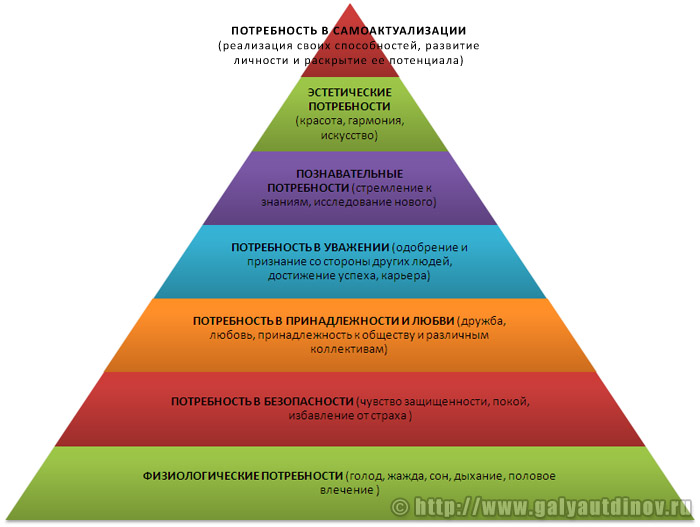 ПОТРЕБНОСТЬ В САМОАКТУАЛИЗАЦИИ
(реализация своих способностей, развитие
личности и раскрытие ее потенциала)
ЭСТЕТИЧЕСКИЕ
ПОТРЕБНОСТИ
(красота, гармония,
искусство)
ПОЗНАВАТЕЛЬНЫЕ
ПОТРЕБНОСТИ (стремление к
знаниям, исследование нового)
ПОТРЕБНОСТЬ В УВАЖЕНИИ (одобрение и
признание со стороны других людей,
достижение успеха, карьера)
ПОТРЕБНОСТЬ В ПРИНАДЛЕЖНОСТИ И ЛЮБВИ (дружба,
любовь, принадлежность к обществу и различным
коллективам)
ПОТРЕБНОСТЬ В БЕЗОПАСНОСТИ (чувство защищенности, покой,
избавление от страха )
ФИЗИОЛОГИЧЕСКИЕ ПОТРЕБНОСТИ (голод, жажда, сон, дыхание, половое
влечение )
© http://www.galyautdinov.ru